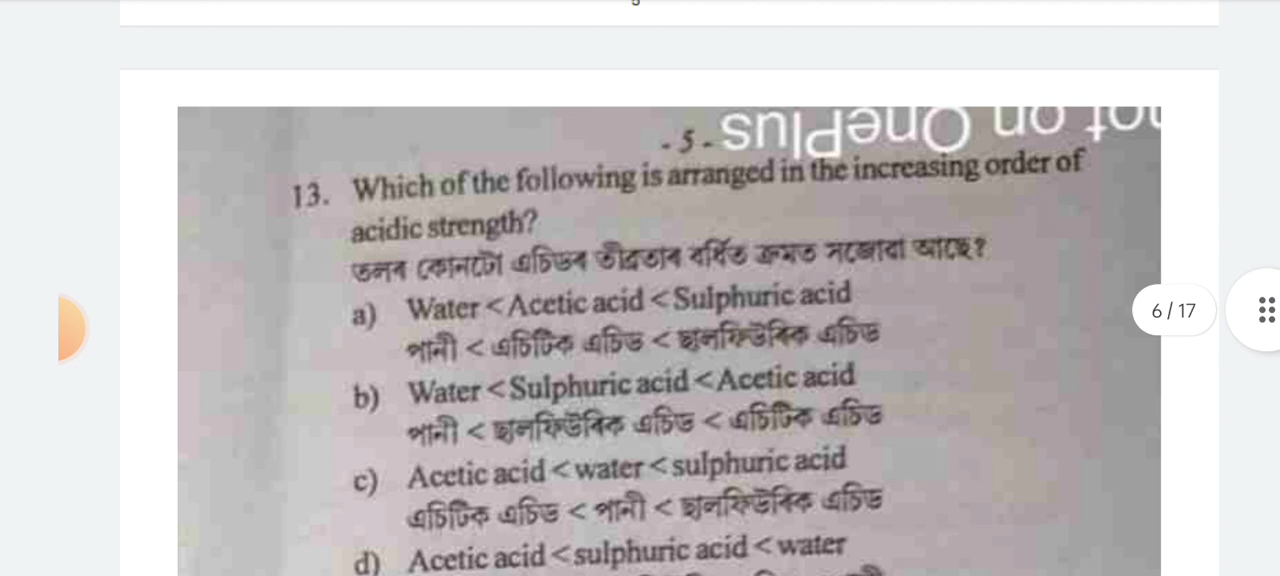 - 5 -
not on OnePlus
13. Which of the following is arranged in the increasing order of
acidic strength?
তলৰ কোনটো এচিডৰ তীব্ৰতাৰ বৰ্ধিত ক্ৰমত সজোৱা আছে?
a) Water < Acetic acid < Sulphuric acid
পানী < এচিটিক এচিড < ছালফিউৰিক এচিড
b) Water < Sulphuric acid < Acetic acid
পানী < ছালফিউৰিক এচিড < এচিটিক এচিড
c) Acetic acid < water < sulphuric acid
এচিটিক এচিড < পানী < ছালফিউৰিক এচিড
d) Acetic acid < sulphuric acid < water
6 / 17